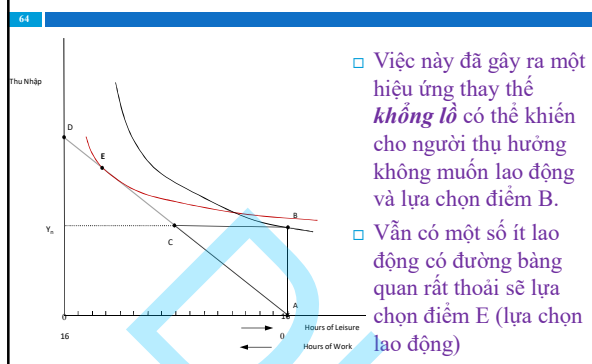 64
Thu Nhập
D
E
B
Yₙ
C
A
0
16
Hours of Leisure
16
0
Hours of Work
□ Việc này đã gây ra một
hiệu ứng thay thế
khổng lồ có thể khiến
cho người thụ hưởng
không muốn lao động
và lựa chọn điểm B.
□ Vẫn có một số ít lao
động có đường bàng
quan rất thoải sẽ lựa
chọn điểm E (lựa chọn
lao động)